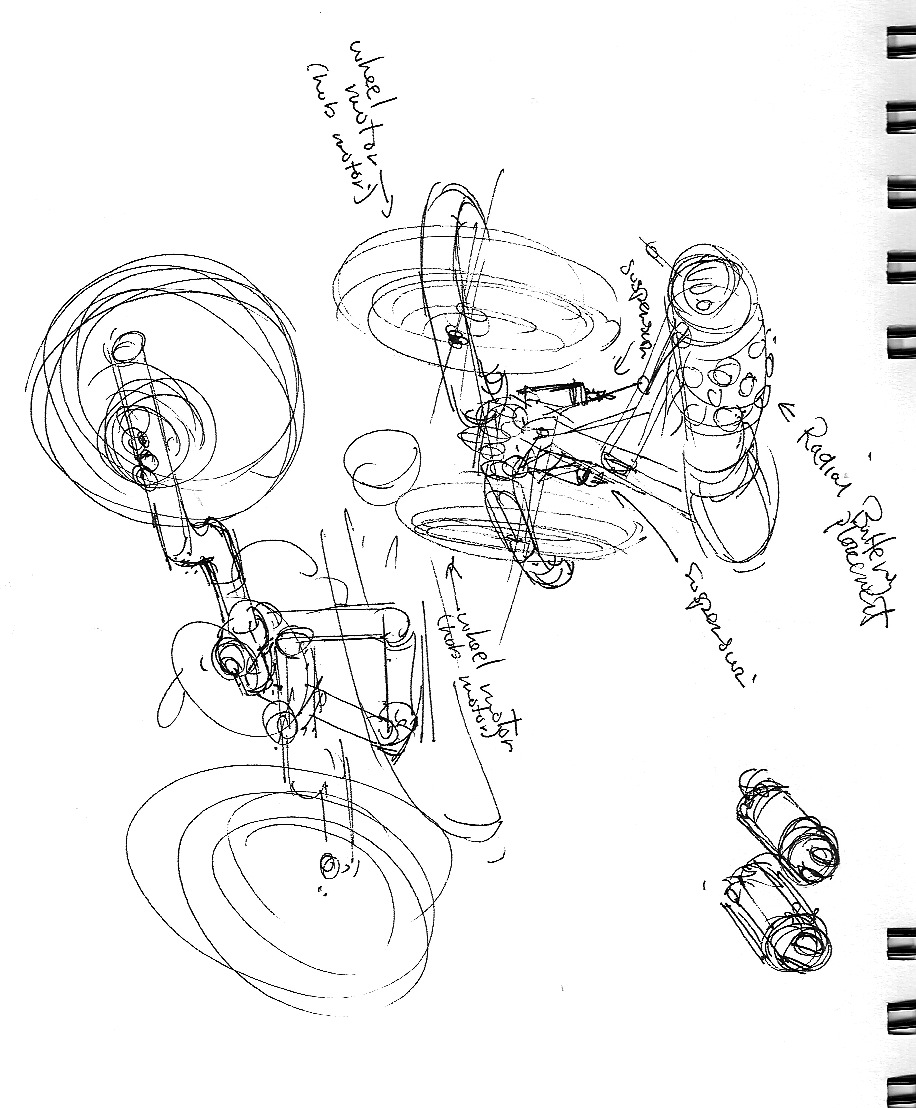 wheel
motor
(hub motor)
suspension
Radial Battery
placement
suspension
wheel motor
(hub motor)